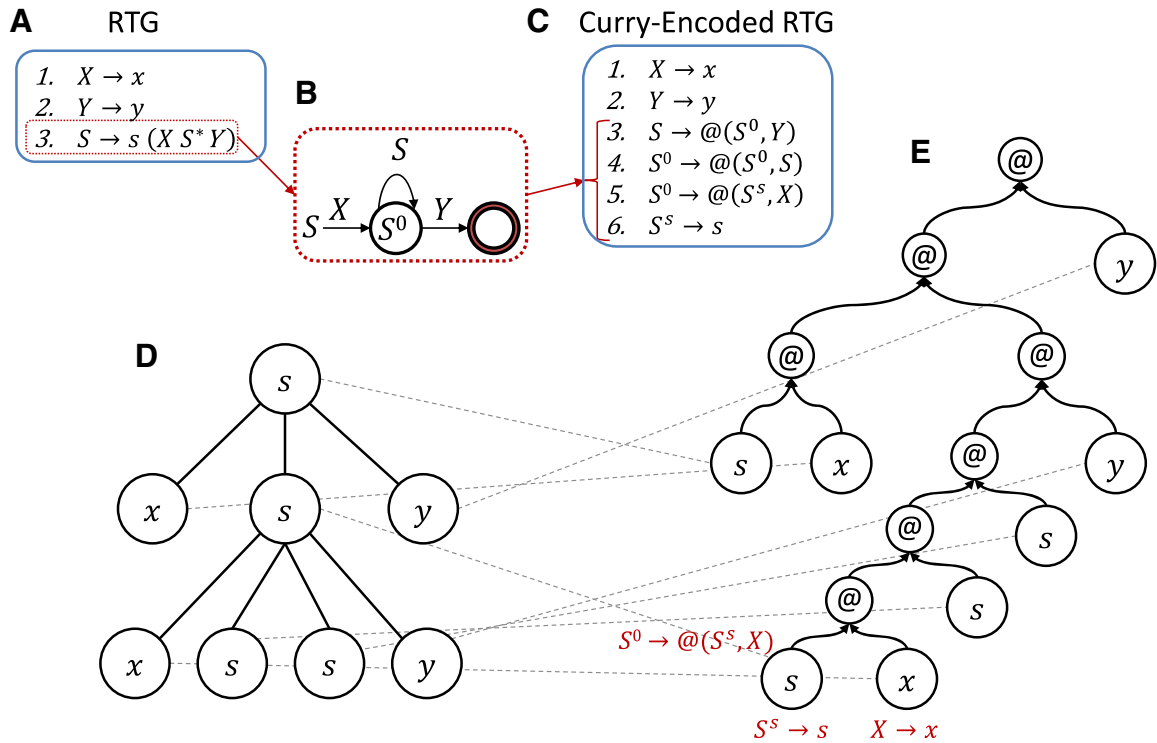 A RTG
1. X → x
2. Y → y
3. S → s (X S* Y)
B
S
S X S⁰ Y
C Curry-Encoded RTG
1. X → x
2. Y → y
3. S → @(S⁰, Y)
4. S⁰ → @(S⁰, S)
5. S⁰ → @(Sˢ, X)
6. Sˢ → s
D
s
x s y
x s s y
E
@
@ y
@ @
s x @ y
@ s
@ s
S⁰ → @(Sˢ, X)
s x
Sˢ → s X → x